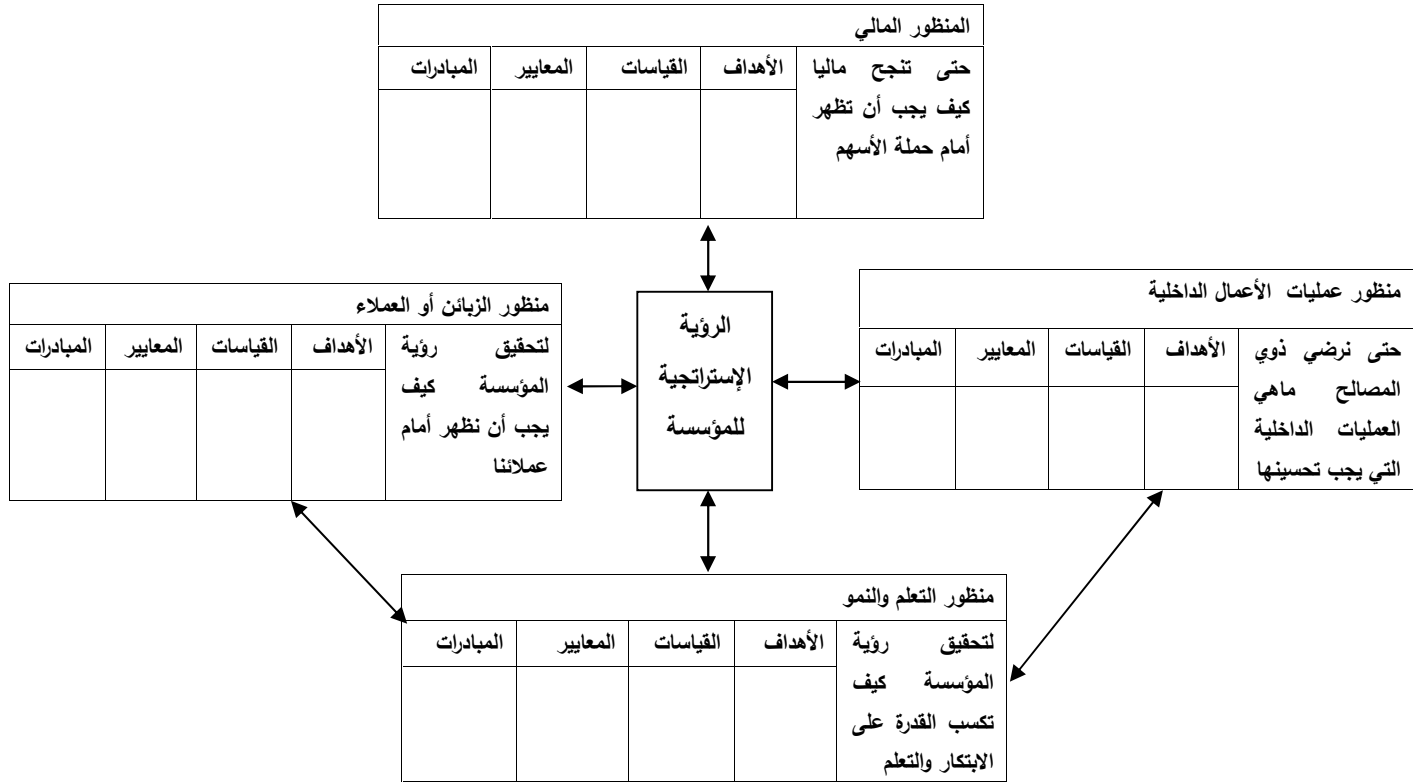 المنظور المالي
حتى تنجح ماليا
كيف يجب أن تظهر
أمام حملة الأسهم
الأهداف
القياسات
المعايير
المبادرات
منظور عمليات الأعمال الداخلية
حتى نرضي ذوي
المصالح ماهي
العمليات الداخلية
التي يجب تحسينها
الأهداف
القياسات
المعايير
المبادرات
الرؤية
الإستراتجية
للمؤسسة
منظور الزبائن أو العملاء
لتحقيق رؤية
المؤسسة كيف
يجب أن نظهر أمام
عملائنا
الأهداف
القياسات
المعايير
المبادرات
منظور التعلم والنمو
لتحقيق رؤية
المؤسسة كيف
تكسب القدرة على
الابتكار والتعلم
الأهداف
القياسات
المعايير
المبادرات